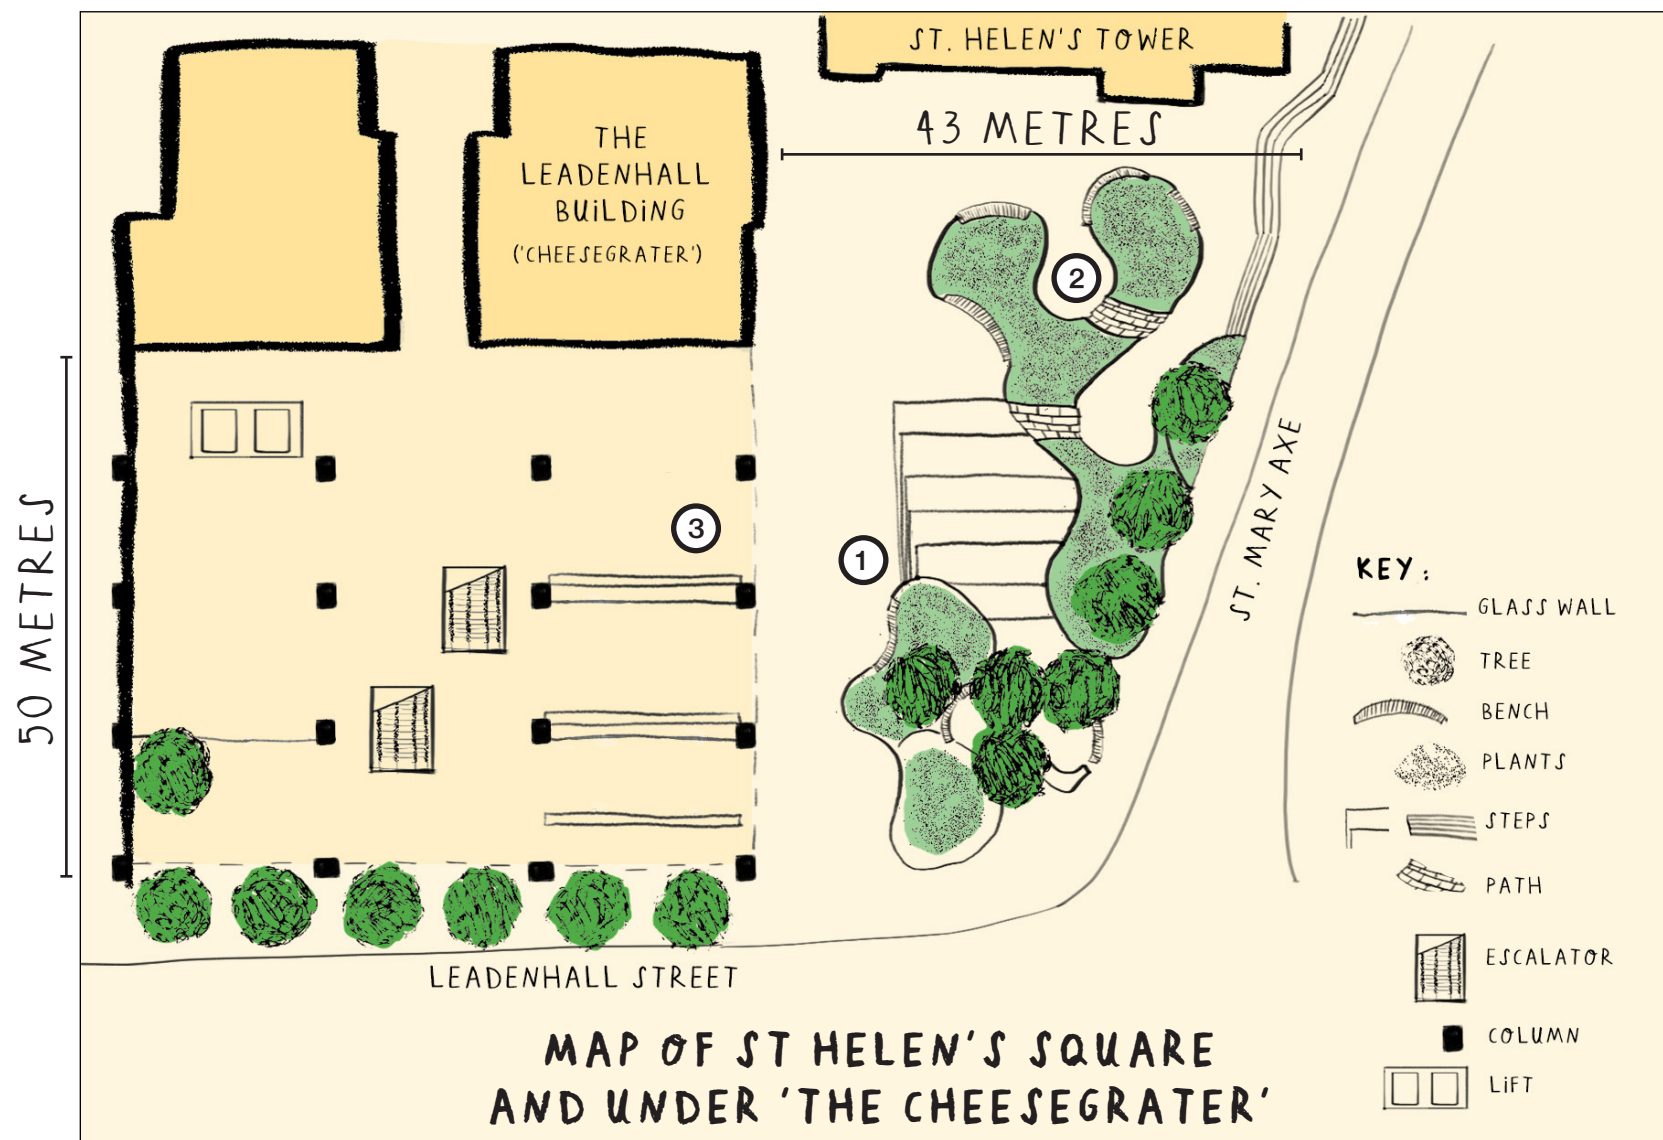 ST. HELEN'S TOWER
43 METRES
THE
LEADENHALL
BUiLDiNG
('CHEESEGRATER')
2
3
1
50 METRES
ST. MARY AXE
LEADENHALL STREET
KEY:
GLASS WALL
TREE
BENCH
PLANTS
STEPS
PATH
ESCALATOR
COLUMN
LiFT
MAP OF ST HELEN'S SQUARE
AND UNDER 'THE CHEESEGRATER'